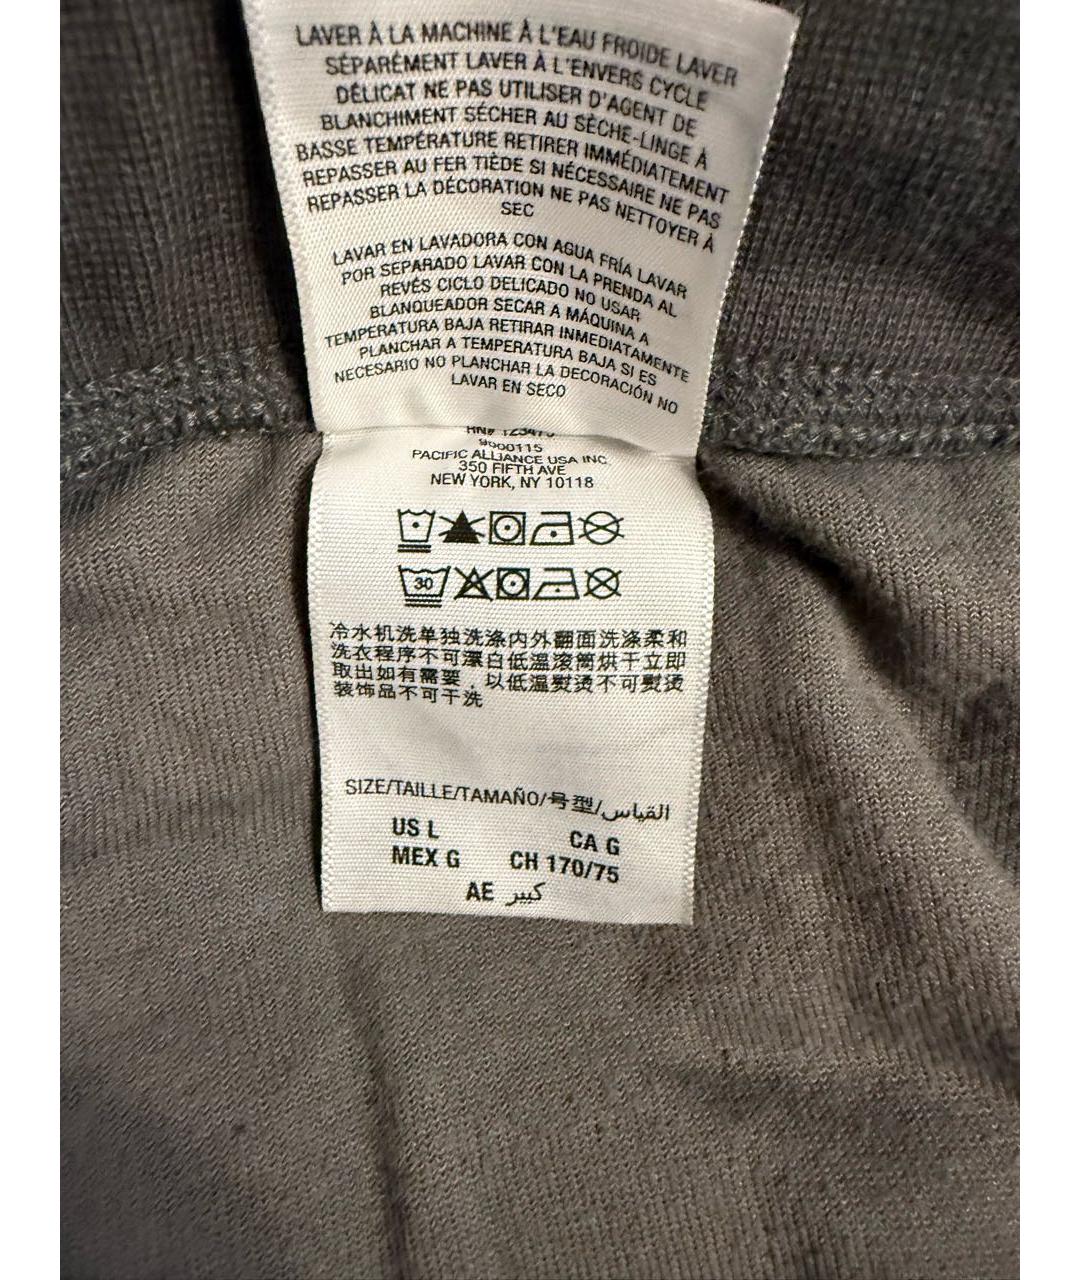 LAVER À LA MACHINE À L'EAU FROIDE LAVER
SÉPARÉMENT LAVER À L'ENVERS CYCLE
DÉLICAT NE PAS UTILISER D'AGENT DE
BLANCHIMENT SÉCHER AU SÈCHE-LINGE À
BASSE TEMPÉRATURE RETIRER IMMÉDIATEMENT
REPASSER AU FER TIÈDE SI NÉCESSAIRE NE PAS
REPASSER LA DÉCORATION NE PAS NETTOYER À
SEC
LAVAR EN LAVADORA CON AGUA FRÍA LAVAR
POR SEPARADO LAVAR CON LA PRENDA AL
REVÉS CICLO DELICADO NO USAR
BLANQUEADOR SECAR A MÁQUINA A
TEMPERATURA BAJA RETIRAR INMEDIATAMENTE
PLANCHAR A TEMPERATURA BAJA SI ES
NECESARIO NO PLANCHAR LA DECORACIÓN NO
LAVAR EN SECO
RN#
PACIFIC ALLIANCE USA INC.
350 FIFTH AVE
NEW YORK, NY 10118
30
冷水机洗单独洗涤内外翻面洗涤柔和
洗衣程序不可漂白低温滚筒烘干立即
取出如有需要，以低温熨烫不可熨烫
装饰品不可干洗
SIZE/TAILLE/TAMAÑO/号型/القياس
US L CA G
MEX G CH 170/75
AE كبير